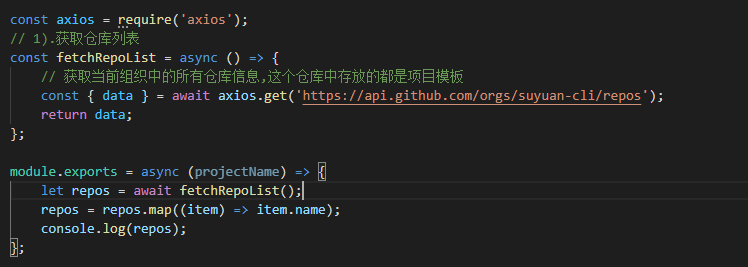 const axios = require('axios');
// 1).获取仓库列表
const fetchRepoList = async () => {
    // 获取当前组织中的所有仓库信息,这个仓库中存放的都是项目模板
    const { data } = await axios.get('https://api.github.com/orgs/suyuan-cli/repos');
    return data;
};

module.exports = async (projectName) => {
    let repos = await fetchRepoList();
    repos = repos.map((item) => item.name);
    console.log(repos);
};